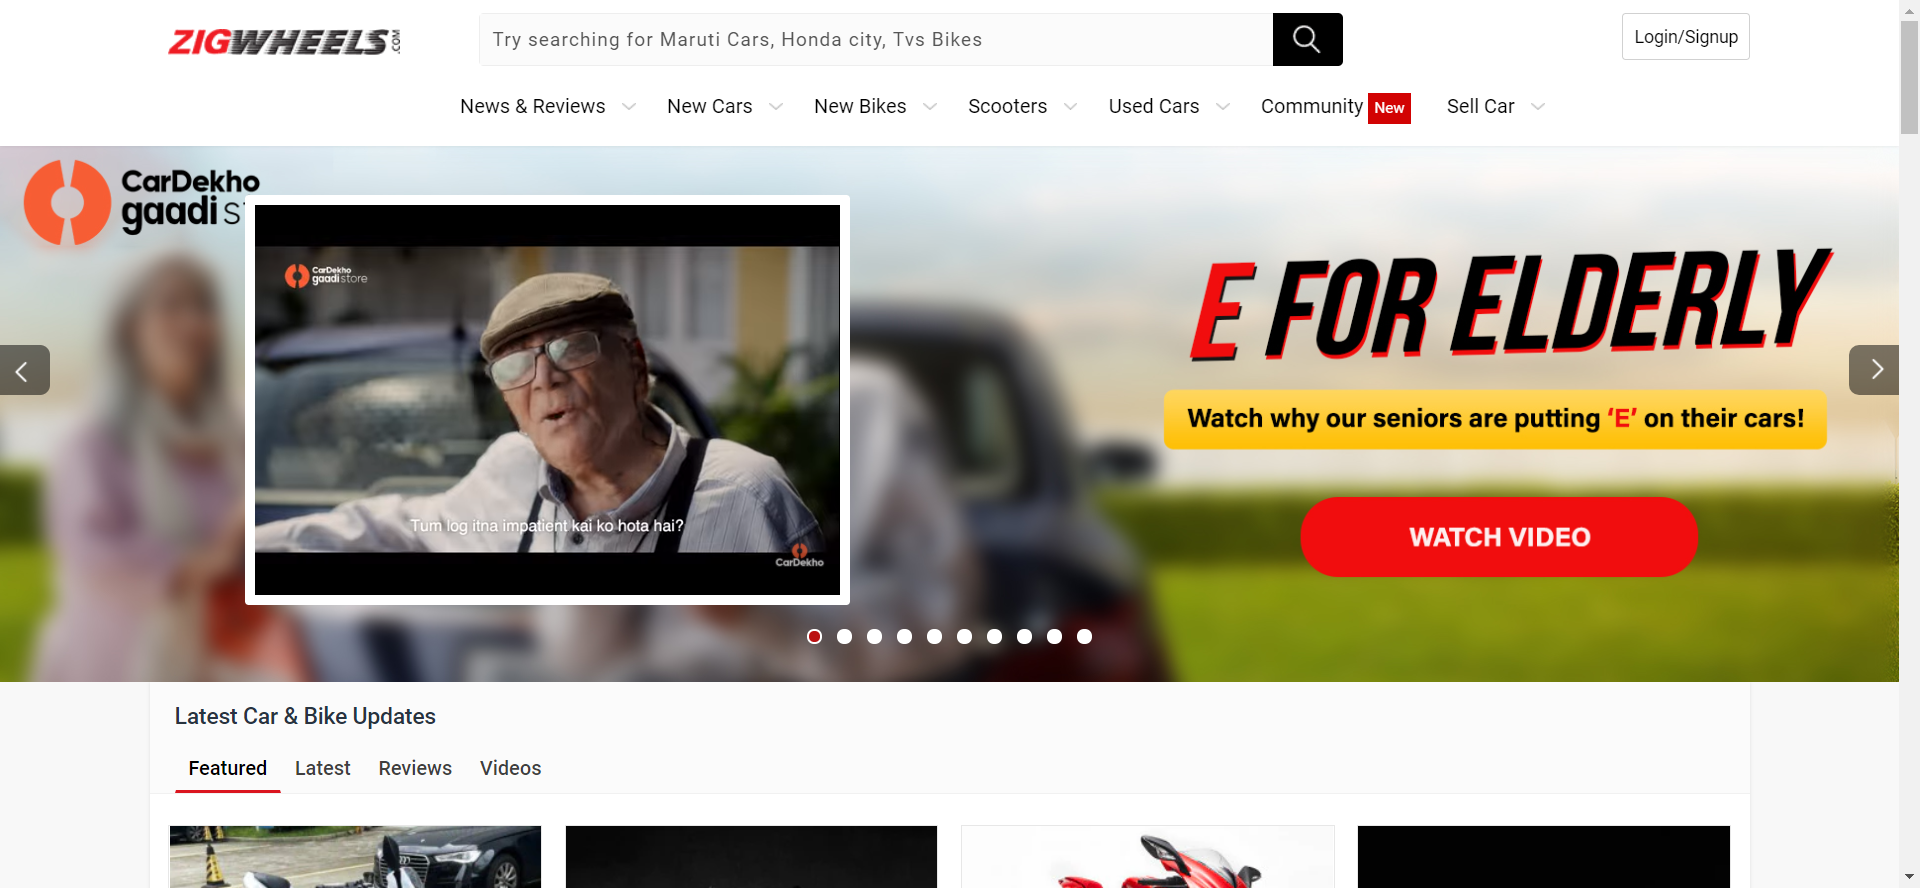 ZIGWHEELS.COM
Try searching for Maruti Cars, Honda city, Tvs Bikes
Login/Signup
News & Reviews
New Cars
New Bikes
Scooters
Used Cars
Community New
Sell Car
CarDekho
gaadi st
CarDekho
gaadi store
Tum log itna impatient kai ko hota hai?
CarDekho
E FOR ELDERLY
Watch why our seniors are putting ‘E’ on their cars!
WATCH VIDEO
Latest Car & Bike Updates
Featured
Latest
Reviews
Videos